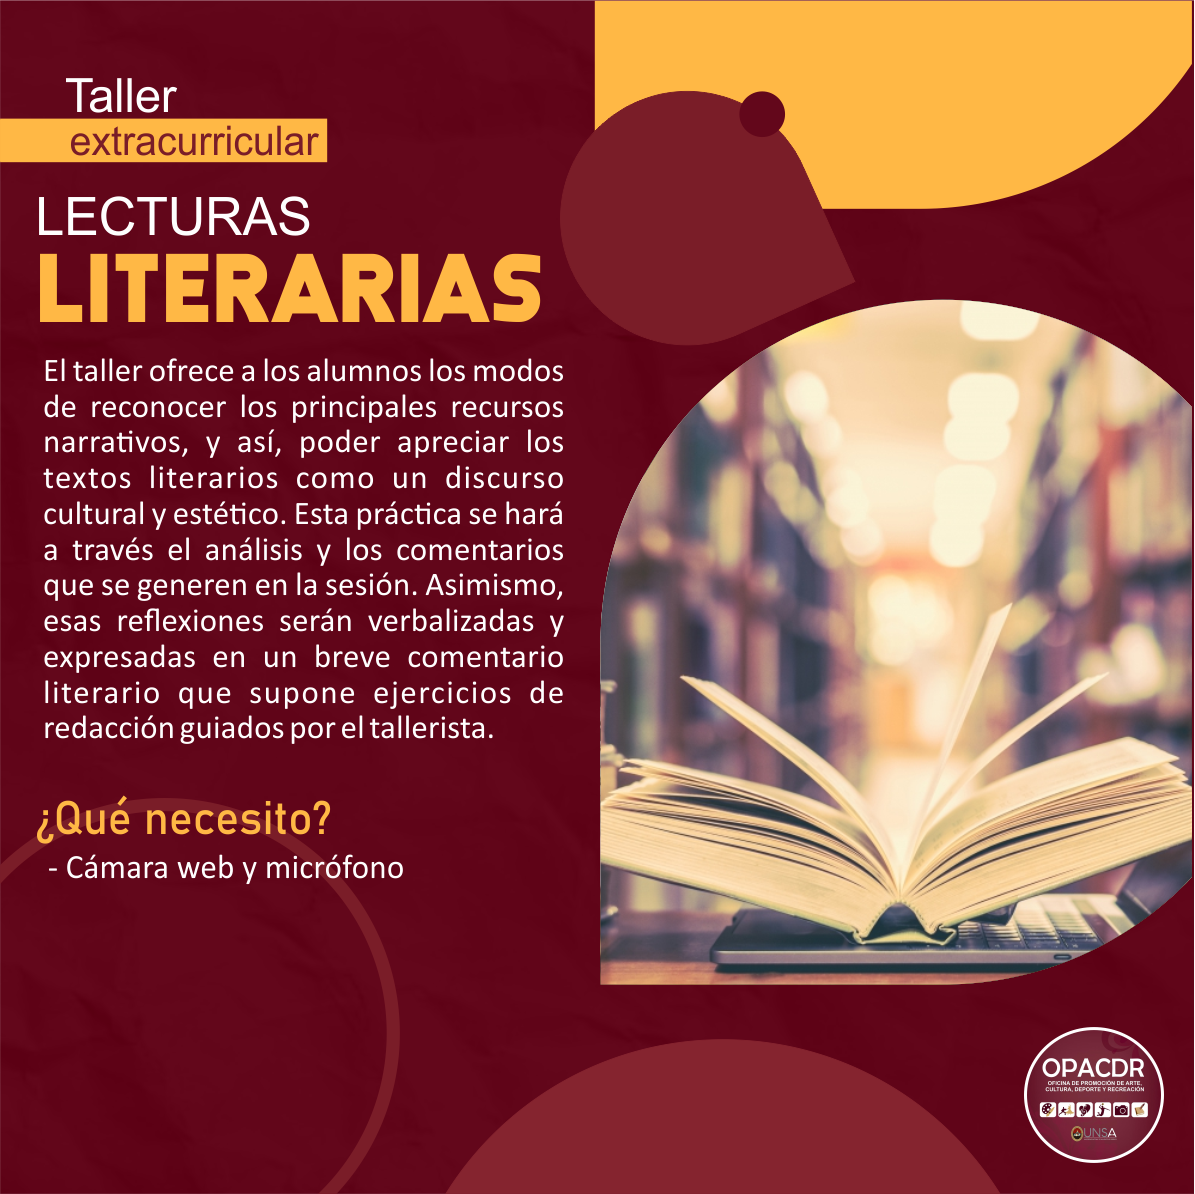 Taller
extracurricular
LECTURAS
LITERARIAS
El taller ofrece a los alumnos los modos
de reconocer los principales recursos
narrativos, y así, poder apreciar los
textos literarios como un discurso
cultural y estético. Esta práctica se hará
a través el análisis y los comentarios
que se generen en la sesión. Asimismo,
esas reflexiones serán verbalizadas y
expresadas en un breve comentario
literario que supone ejercicios de
redacción guiados por el tallerista.
¿Qué necesito?
- Cámara web y micrófono
OPACDR
OFICINA DE PROMOCIÓN DE ARTE,
CULTURA, DEPORTE Y RECREACIÓN
UNSA